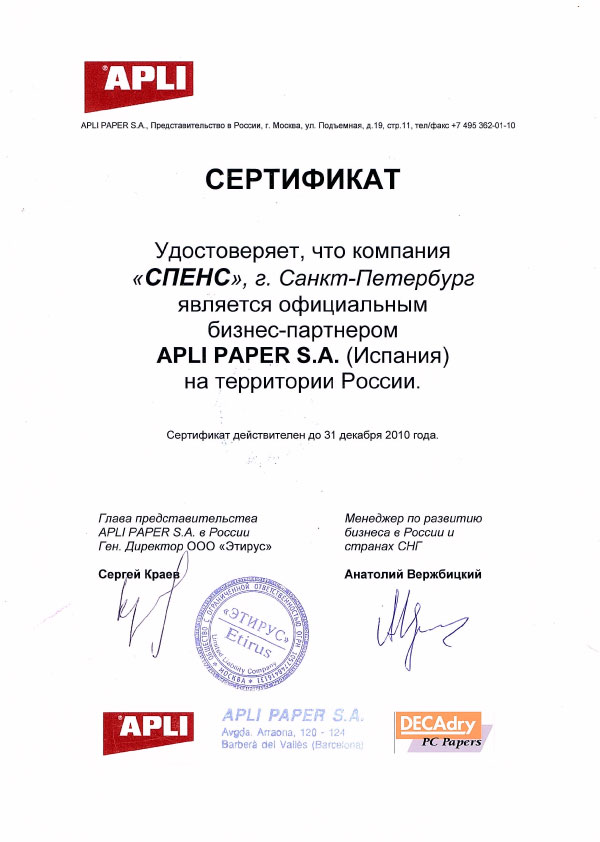 ®APLI
APLI PAPER S.A., Представительство в России, г. Москва, ул. Подъемная, д.19, стр.11, тел/факс +7 495 362-01-10
СЕРТИФИКАТ
Удостоверяет, что компания
«СПЕНС», г. Санкт-Петербург
является официальным
бизнес-партнером
APLI PAPER S.A. (Испания)
на территории России.
Сертификат действителен до 31 декабря 2010 года.
Глава представительства
APLI PAPER S.A. в России
Ген. Директор ООО «Этирус»
Сергей Краев
Менеджер по развитию
бизнеса в России и
странах СНГ
Анатолий Вержбицкий
ОБЩЕСТВО С ОГРАНИЧЕННОЙ ОТВЕТСТВЕННОСТЬЮ ОГРН
«ЭТИРУС»
Etirus
Limited Liability Company
* МОСКВА *
®APLI
APLI PAPER S.A.
Avgda. Arraona, 120 - 124
Barberà del Vallès (Barcelona)
DECAdry
PC Papers